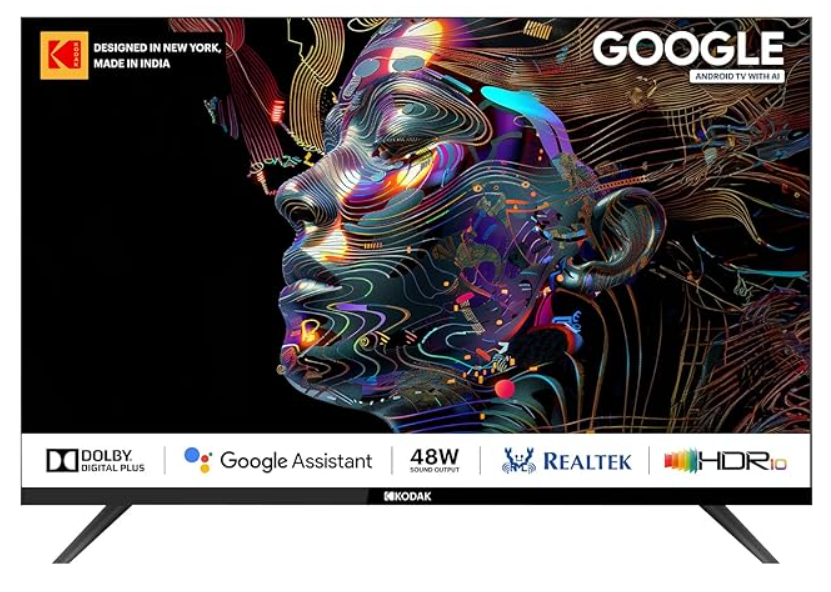 KODAK
DESIGNED IN NEW YORK,
MADE IN INDIA
GOOGLE
ANDROID TV WITH AI
DOLBY.
DIGITAL PLUS
Google Assistant
48W
SOUND OUTPUT
RMC
REALTEK
HDR10
KODAK